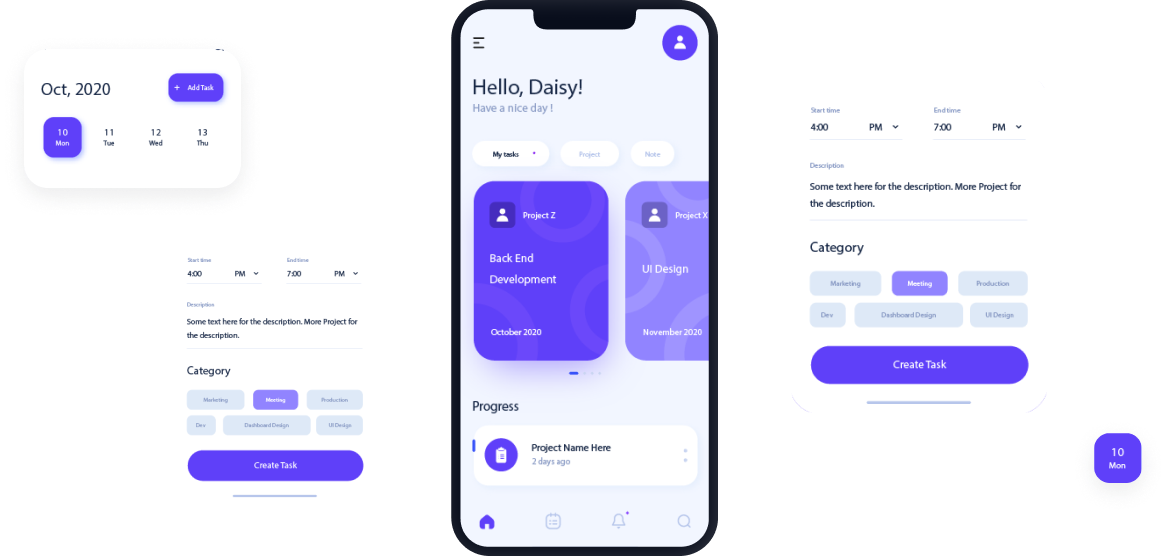 Oct, 2020
+ Add Task
10 11 12 13
Mon Tue Wed Thu
Start time End time
4:00 PM 7:00 PM
Description
Some text here for the description. More Project for
the description.
Category
Marketing Meeting Production
Dev Dashboard Design UI Design
Create Task
Hello, Daisy!
Have a nice day !
My tasks Project Note
Project Z
Back End
Development
October 2020
Project X
UI Design
November 2020
Progress
Project Name Here
2 days ago
Start time End time
4:00 PM 7:00 PM
Description
Some text here for the description. More Project for
the description.
Category
Marketing Meeting Production
Dev Dashboard Design UI Design
Create Task
10
Mon